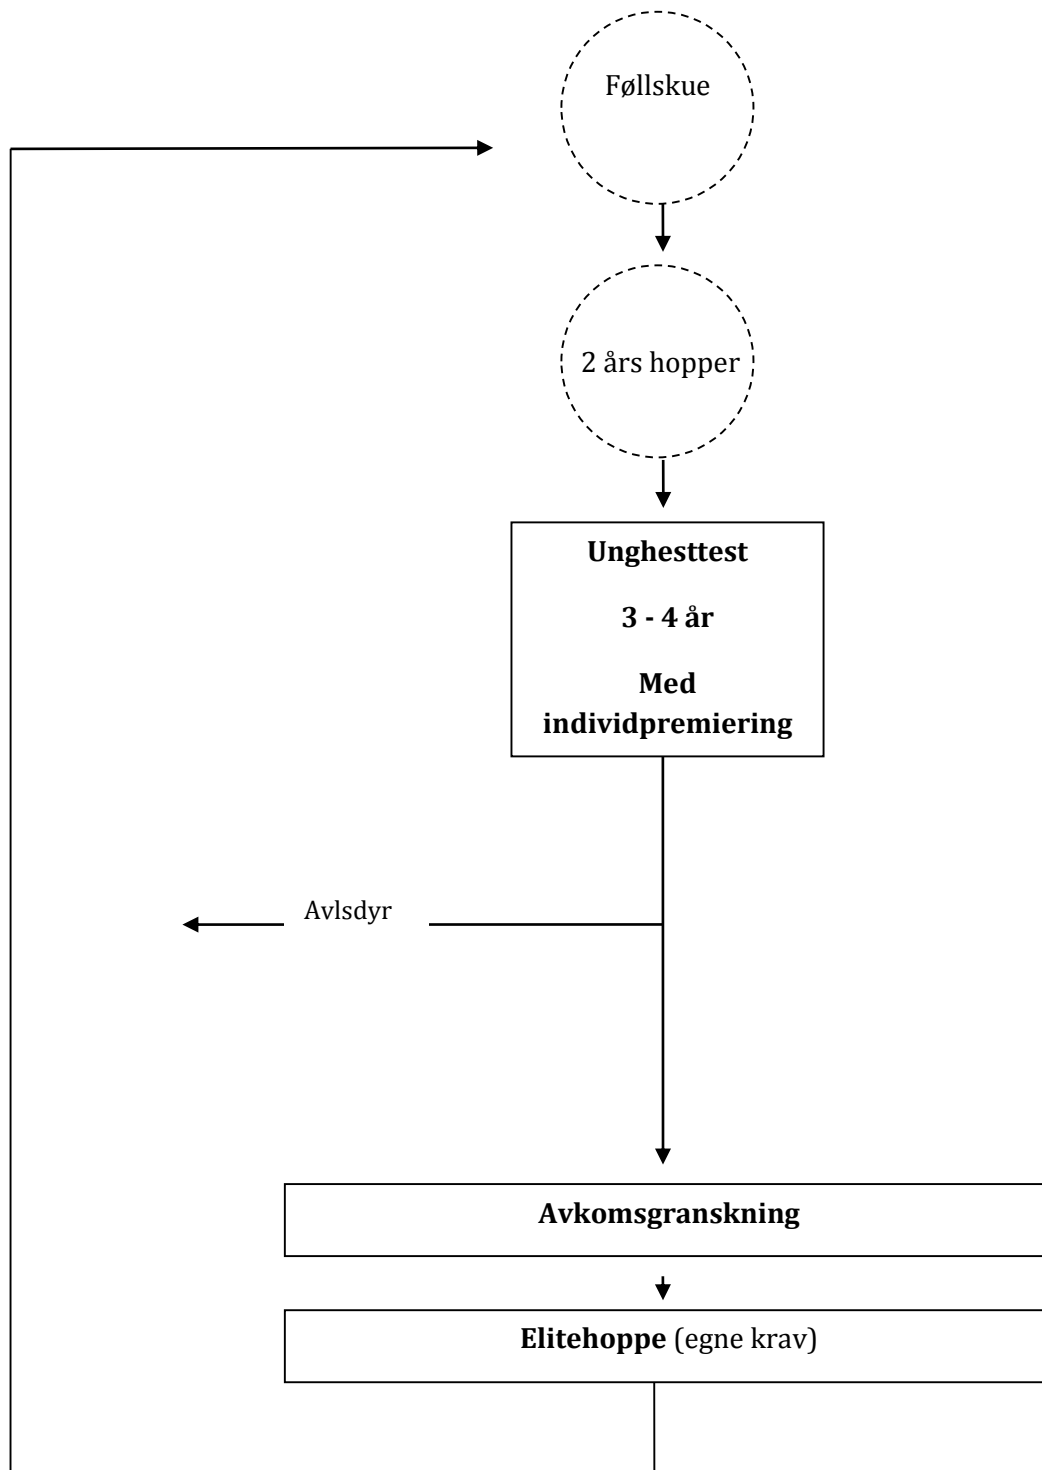 Føllskue
2 års hopper
Unghesttest
3 - 4 år
Med
individpremiering
Avlsdyr
Avkomsgranskning
Elitehoppe (egne krav)